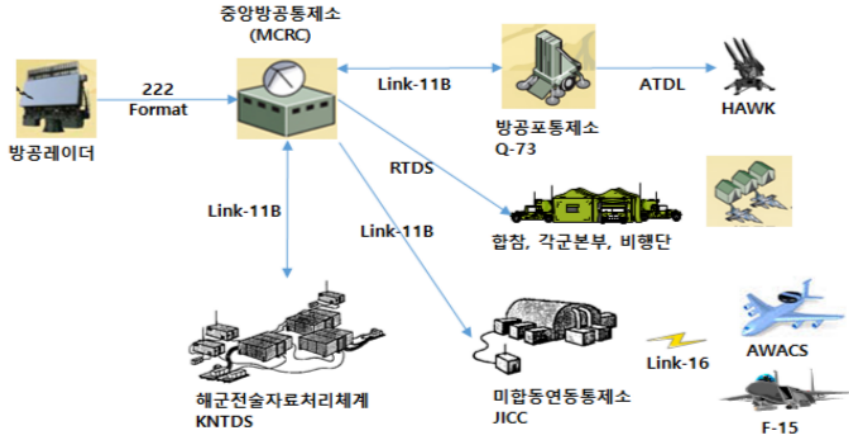 중앙방공통제소
(MCRC)
222
Format
방공레이더
Link-11B
방공포통제소
Q-73
ATDL
HAWK
RTDS
Link-11B
Link-11B
합참, 각군본부, 비행단
해군전술자료처리체계
KNTDS
미합동연동통제소
JICC
Link-16
AWACS
F-15